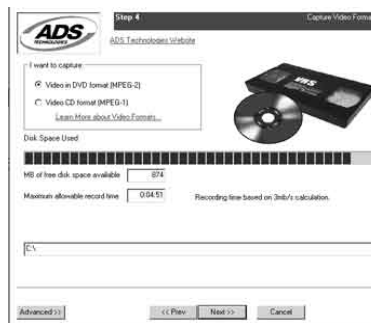 ADS
TECHNOLOGIES
Step 4
Capture Video Forma
ADS Technologies Website
I want to capture
Video in DVD format (MPEG-2)
Video CD format (MPEG-1)
Learn More about Video Formats...
VHS
Disk Space Used
MB of free disk space available 874
Maximum allowable record time 0:04:51 Recording time based on 3mb/s calculation.
C:\
Advanced >> << Prev Next >> Cancel